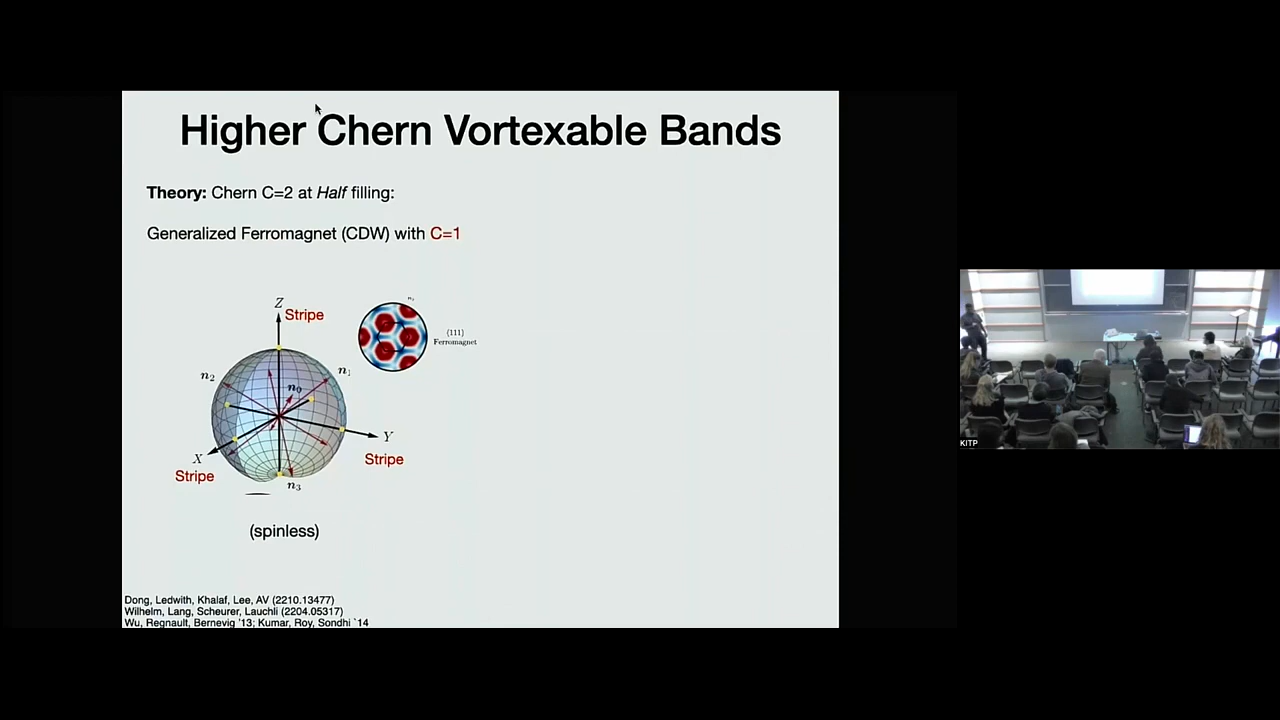 Higher Chern Vortexable Bands
Theory: Chern C=2 at Half filling:
Generalized Ferromagnet (CDW) with C=1
Z
Stripe
(111)
Ferromagnet
n₂
n₁
n₀
Y
X
Stripe
Stripe
n₃
(spinless)
Dong, Ledwith, Khalaf, Lee, AV (2210.13477)
Wilhelm, Lang, Scheurer, Lauchli (2204.05317)
Wu, Regnault, Bernevig '13; Kumar, Roy, Sondhi `14
KITP